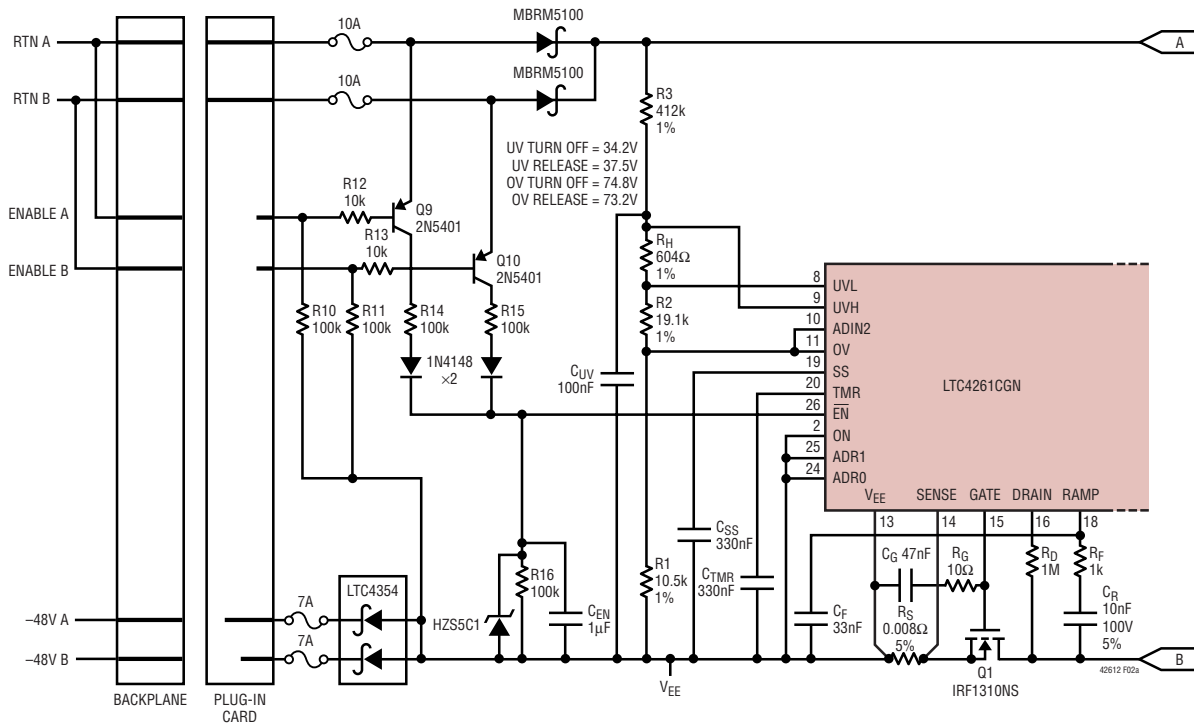 RTN A
RTN B
ENABLE A
ENABLE B
–48V A
–48V B
BACKPLANE
PLUG-IN
CARD
10A
10A
MBRM5100
MBRM5100
R12
10k
R13
10k
Q9
2N5401
Q10
2N5401
R10
100k
R11
100k
R14
100k
R15
100k
1N4148
×2
7A
7A
LTC4354
HZS5C1
R16
100k
CEN
1µF
UV TURN OFF = 34.2V
UV RELEASE = 37.5V
OV TURN OFF = 74.8V
OV RELEASE = 73.2V
R3
412k
1%
RH
604Ω
1%
R2
19.1k
1%
R1
10.5k
1%
CUV
100nF
CSS
330nF
CTMR
330nF
VEE
8 UVL
9 UVH
10 ADIN2
11 OV
19 SS
20 TMR
26 EN
2 ON
25 ADR1
24 ADR0
LTC4261CGN
VEE SENSE GATE DRAIN RAMP
13 14 15 16 18
CG 47nF
RG
10Ω
RS
0.008Ω
5%
CF
33nF
RD
1M
RF
1k
CR
10nF
100V
5%
Q1
IRF1310NS
42612 F02a
A
B